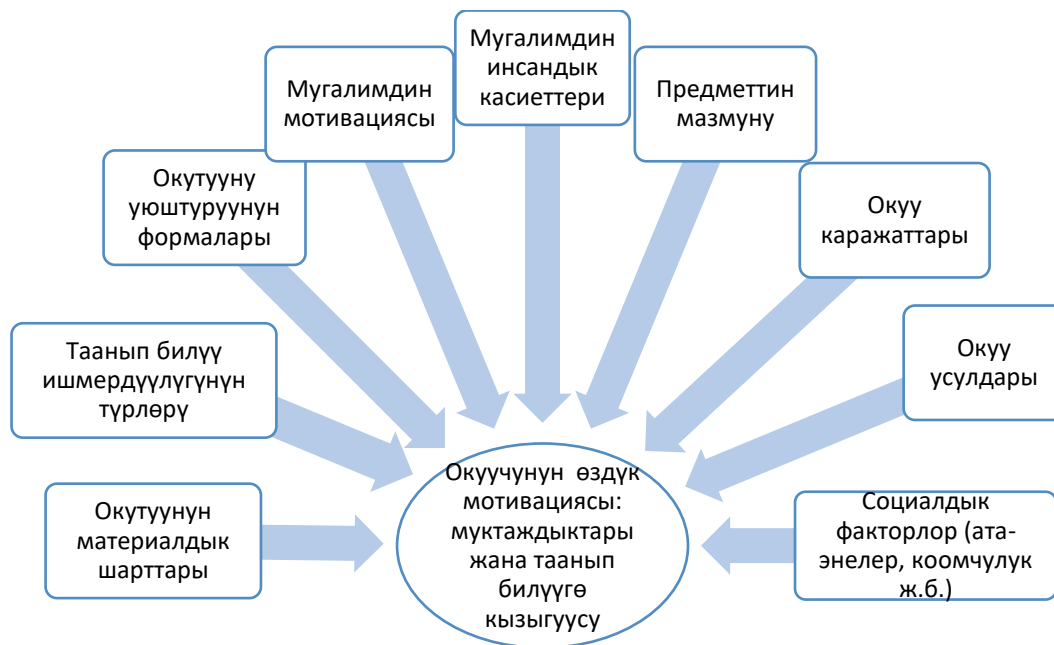 Мугалимдин
инсандык
касиеттери
Мугалимдин
мотивациясы
Предметтин
мазмуну
Окутууну
уюштуруунун
формалары
Окуу
каражаттары
Таанып билүү
ишмердүүлүгүнүн
түрлөрү
Окуу
усулдары
Окутуунун
материалдык
шарттары
Окуучунун өздүк
мотивациясы:
муктаждыктары
жана таанып
билүүгө
кызыгуусу
Социалдык
факторлор (ата-
энелер, коомчулук
ж.б.)